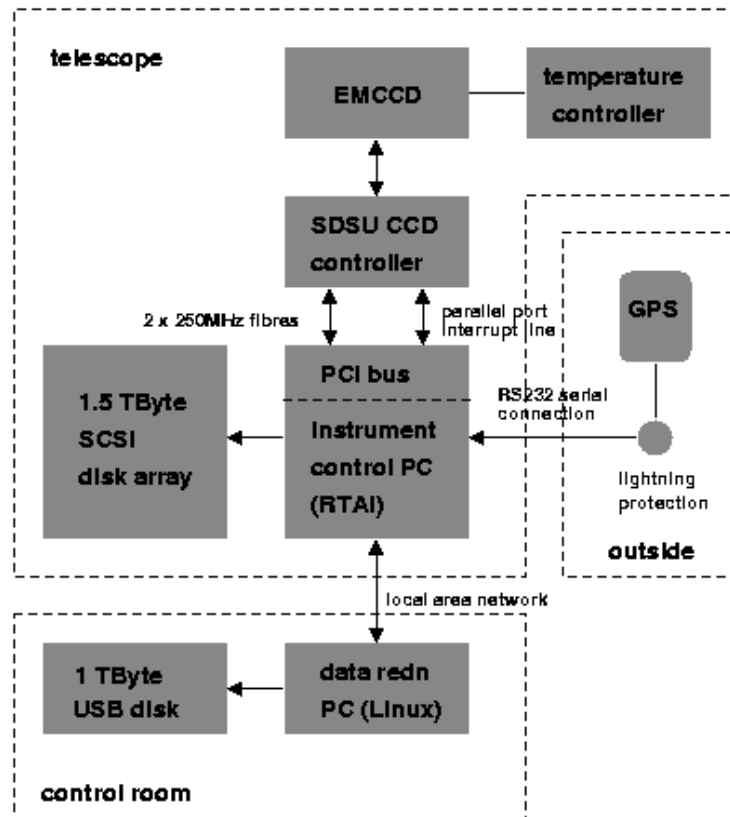 telescope
EMCCD
temperature
controller
SDSU CCD
controller
2 x 250MHz fibres
parallel port
interrupt line
GPS
PCI bus
1.5 TByte
SCSI
disk array
Instrument
control PC
(RTAI)
RS232 serial
connection
lightning
protection
outside
local area network
1 TByte
USB disk
data redn
PC (Linux)
control room